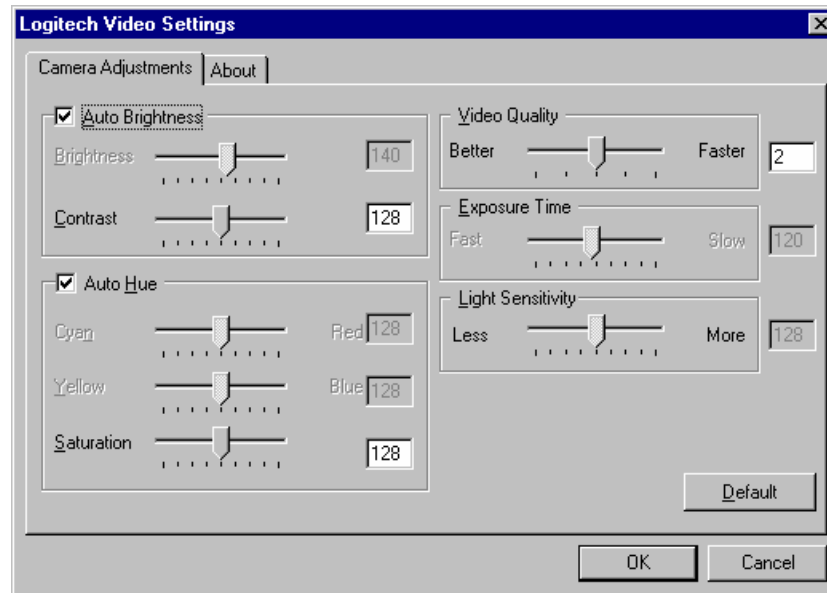 Logitech Video Settings
Camera Adjustments
About
Auto Brightness
Brightness 140
Contrast 128
Auto Hue
Cyan Red 128
Yellow Blue 128
Saturation 128
Video Quality
Better Faster 2
Exposure Time
Fast Slow 120
Light Sensitivity
Less More 128
Default
OK Cancel